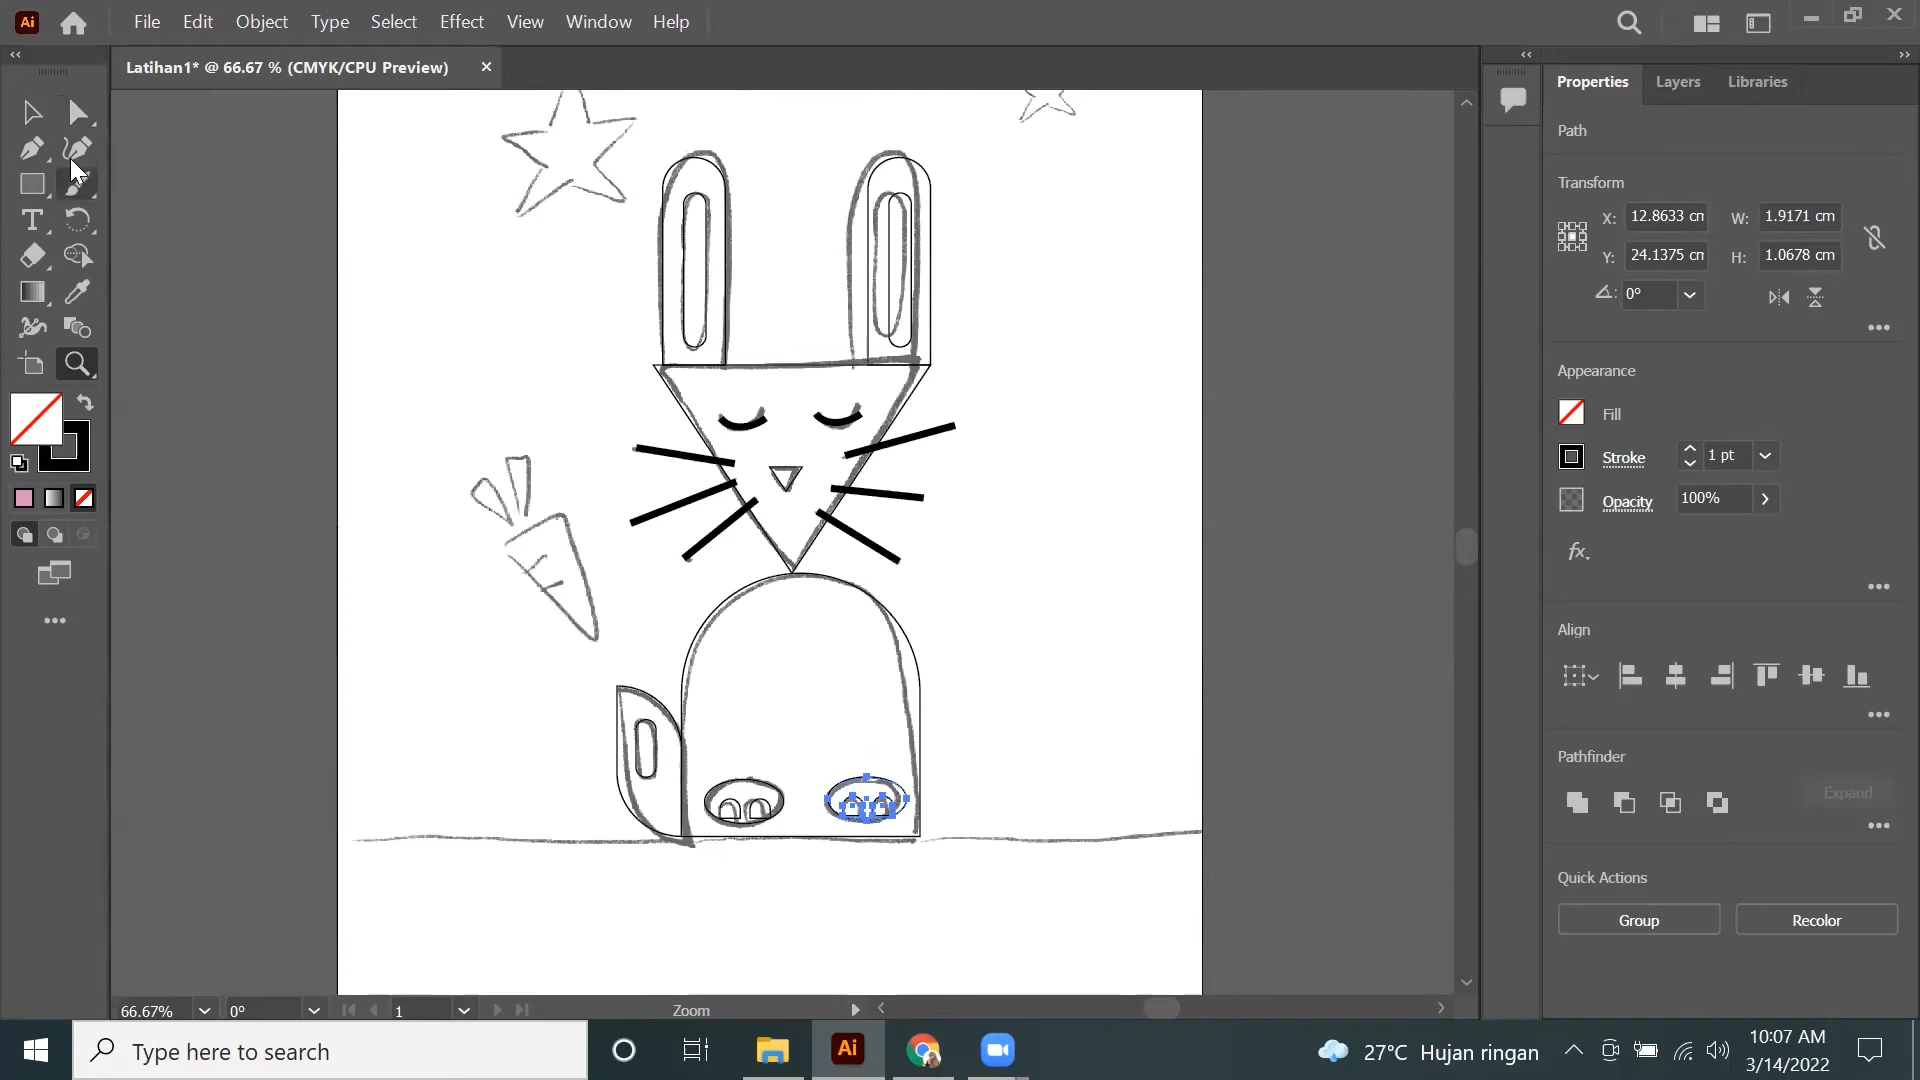 Ai File Edit Object Type Select Effect View Window Help
Latihan1* @ 66.67 % (CMYK/CPU Preview)
Properties Layers Libraries
Path
Transform
X: 12.8633 cm W: 1.9171 cm
Y: 24.1375 cm H: 1.0678 cm
0°
Appearance
Fill
Stroke 1 pt
Opacity 100%
fx
Align
Pathfinder
Expand
Quick Actions
Group Recolor
66.67% 0° 1 Zoom
Type here to search
Ai
27°C Hujan ringan
10:07 AM
3/14/2022